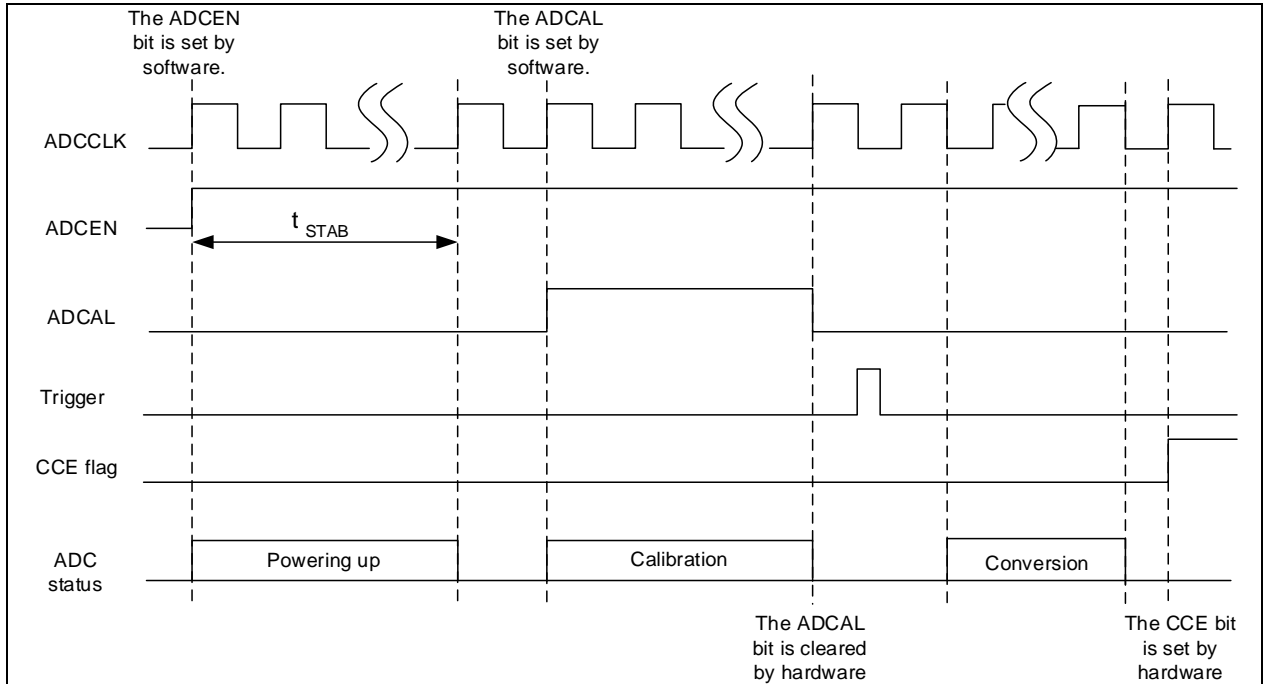 The ADCEN
bit is set by
software.
The ADCAL
bit is set by
software.
ADCCLK
ADCEN
t STAB
ADCAL
Trigger
CCE flag
ADC
status
Powering up
Calibration
Conversion
The ADCAL
bit is cleared
by hardware
The CCE bit
is set by
hardware